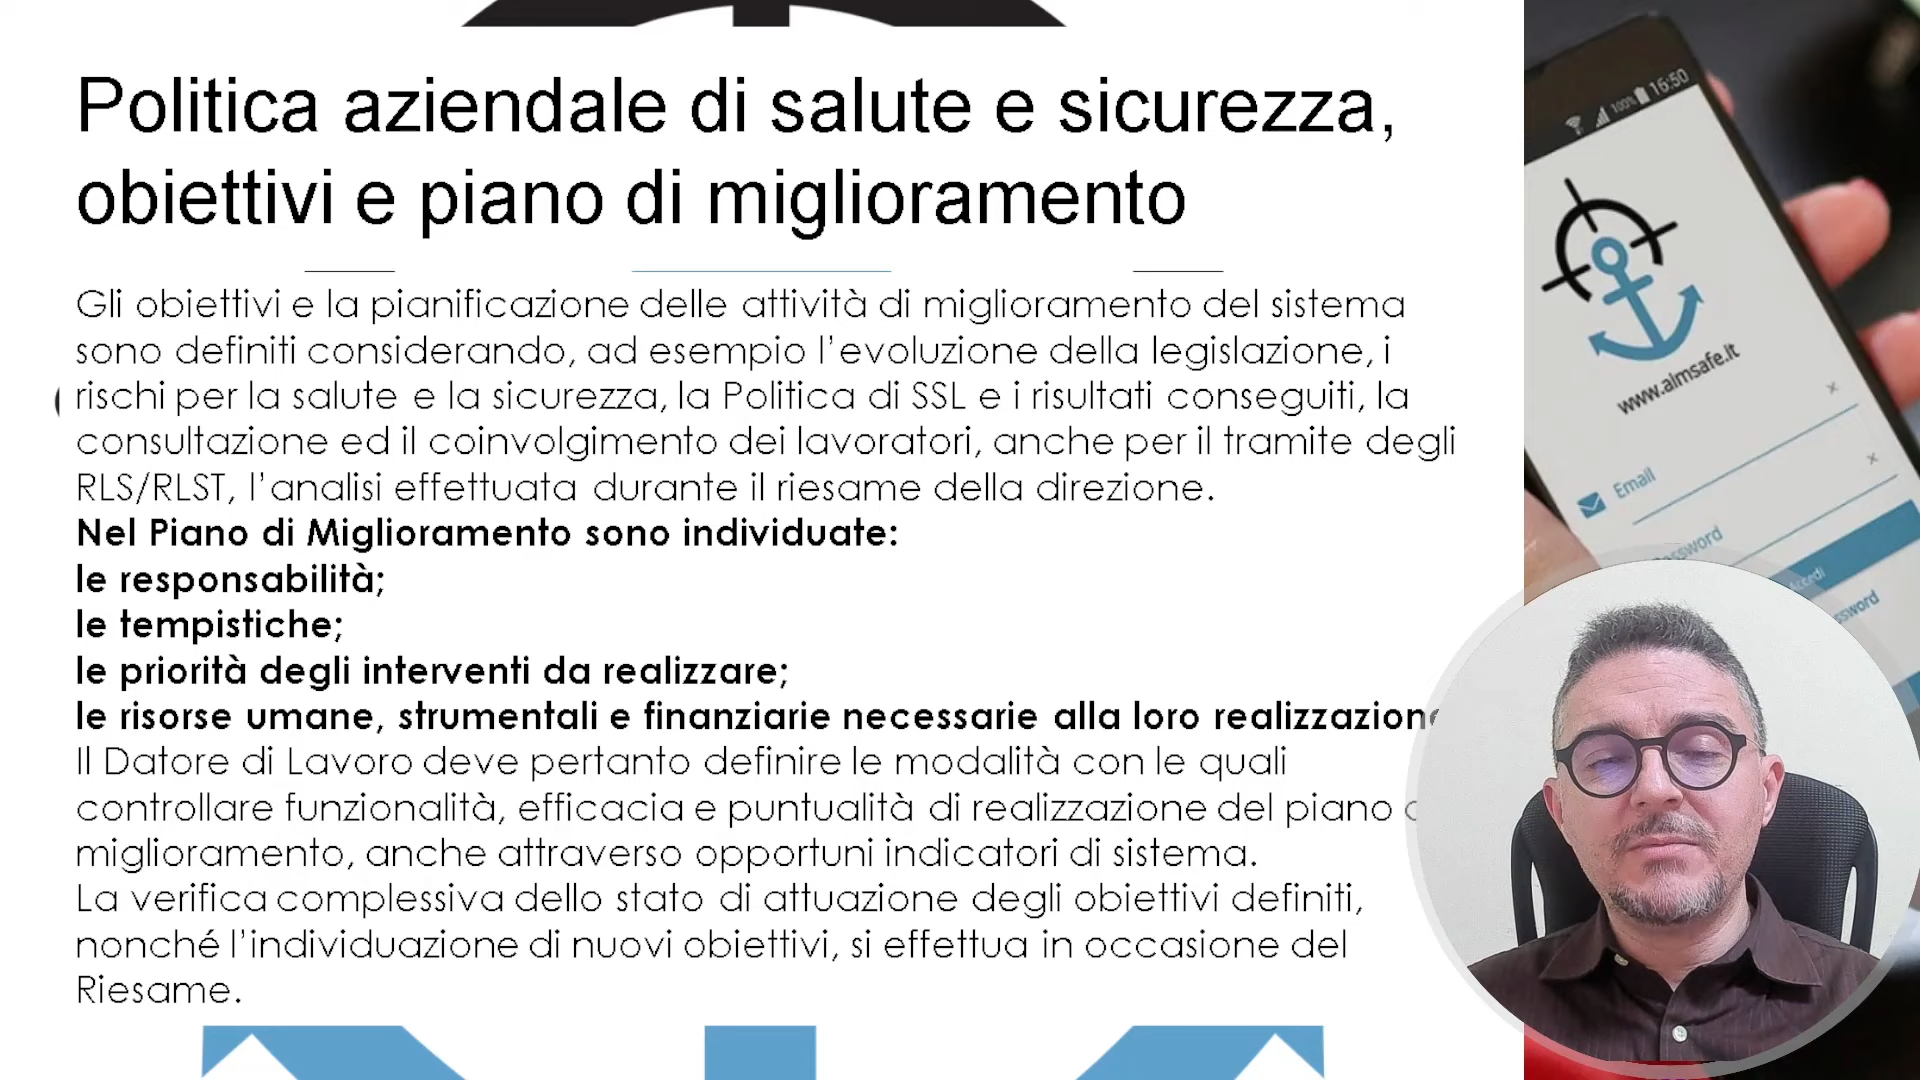 Politica aziendale di salute e sicurezza,
obiettivi e piano di miglioramento
Gli obiettivi e la pianificazione delle attività di miglioramento del sistema
sono definiti considerando, ad esempio l’evoluzione della legislazione, i
rischi per la salute e la sicurezza, la Politica di SSL e i risultati conseguiti, la
consultazione ed il coinvolgimento dei lavoratori, anche per il tramite degli
RLS/RLST, l’analisi effettuata durante il riesame della direzione.
Nel Piano di Miglioramento sono individuate:
le responsabilità;
le tempistiche;
le priorità degli interventi da realizzare;
le risorse umane, strumentali e finanziarie necessarie alla loro realizzazione
Il Datore di Lavoro deve pertanto definire le modalità con le quali
controllare funzionalità, efficacia e puntualità di realizzazione del piano
miglioramento, anche attraverso opportuni indicatori di sistema.
La verifica complessiva dello stato di attuazione degli obiettivi definiti,
nonché l’individuazione di nuovi obiettivi, si effettua in occasione del
Riesame.
100% 16:50
www.aimsafe.it
Email
Password
Accedi